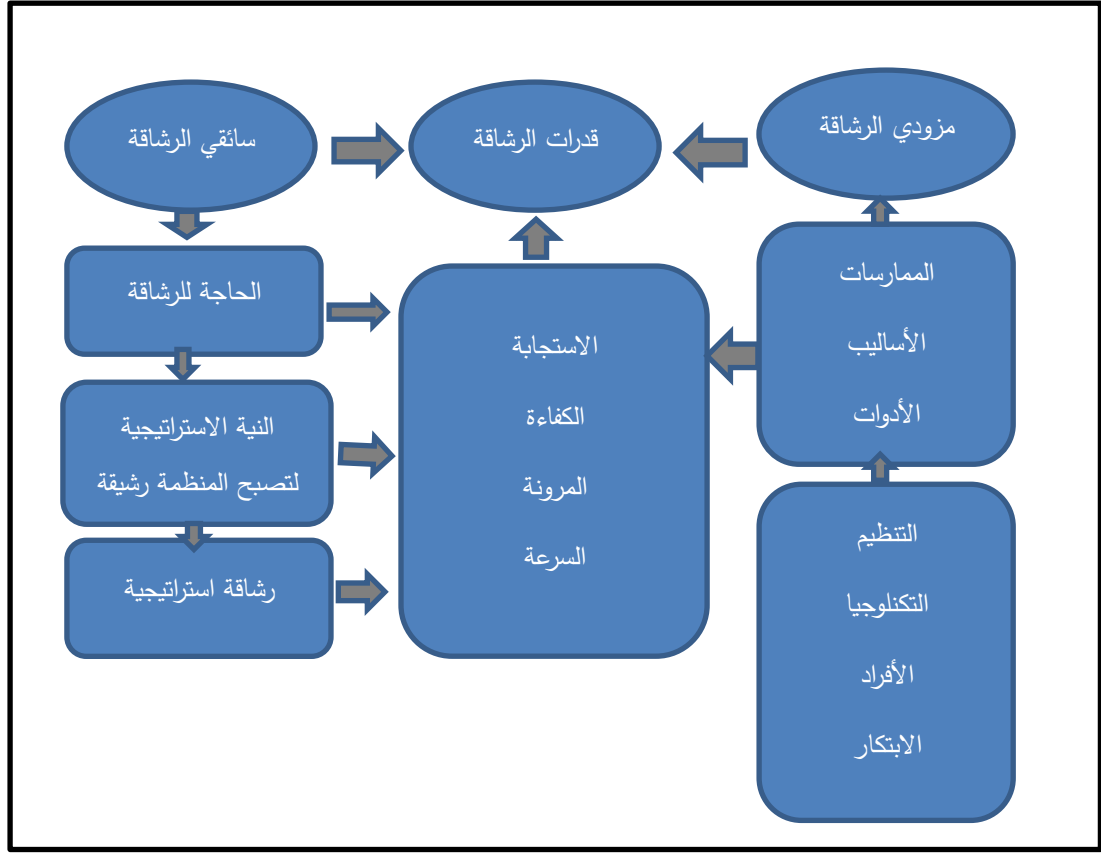 مزودي الرشاقة
قدرات الرشاقة
سائقي الرشاقة
الممارسات
الأساليب
الأدوات
التنظيم
التكنلوجيا
الأفراد
الابتكار
الاستجابة
الكفاءة
المرونة
السرعة
الحاجة للرشاقة
النية الاستراتيجية
لتصبح المنظمة رشيقة
رشاقة استراتيجية